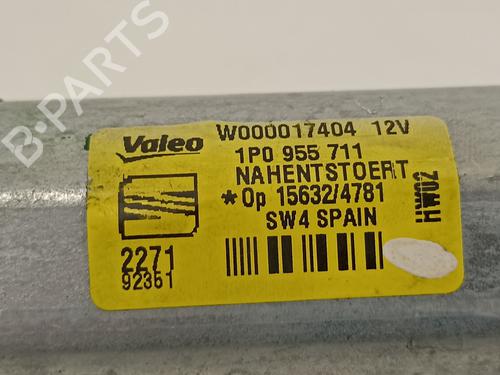 Valeo W000017404 12V
1P0 955 711
NAHENTSTOERT
*Op 15632/4781
SW4 SPAIN
HW02
2271
92351
B-PARTS